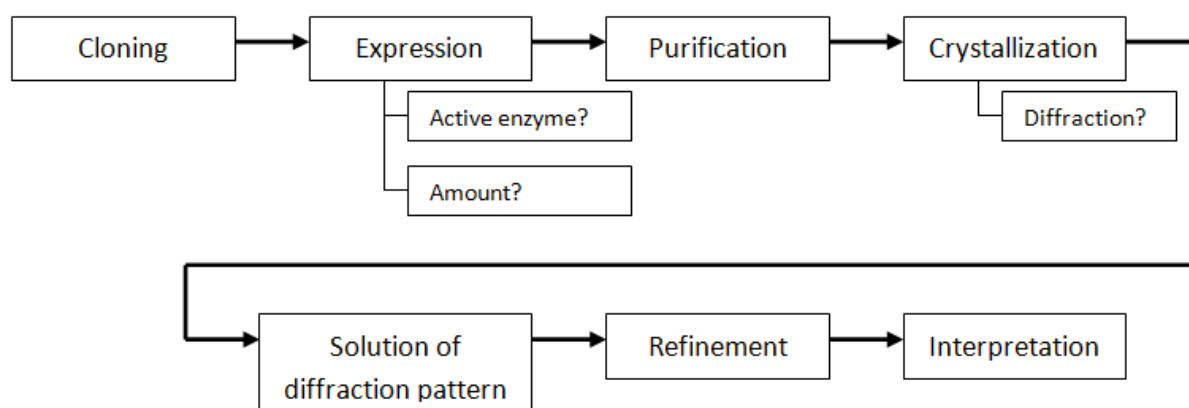 Cloning
Expression
Purification
Crystallization
Active enzyme?
Diffraction?
Amount?
Solution of
diffraction pattern
Refinement
Interpretation